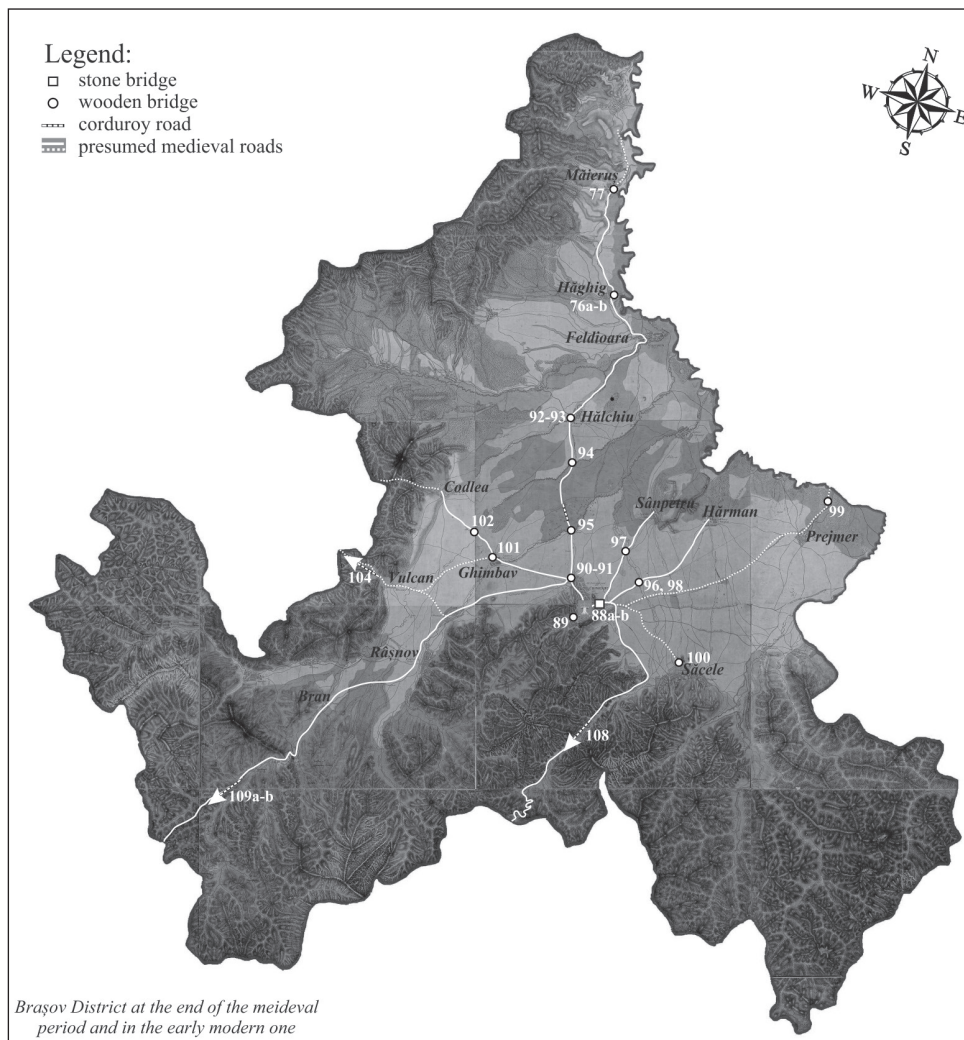 Legend:
stone bridge
wooden bridge
corduroy road
presumed medieval roads
N
W
E
S
Măieruș
77
Hăghig
76a-b
Feldioara
92-93
Hălchiu
94
Codlea
Sânpetru
Hărman
99
Prejmer
102
95
101
97
Ghimbav
90-91
96, 98
104
Vulcan
88a-b
89
Râșnov
100
Săcele
Bran
108
109a-b
Brașov District at the end of the meideval
period and in the early modern one